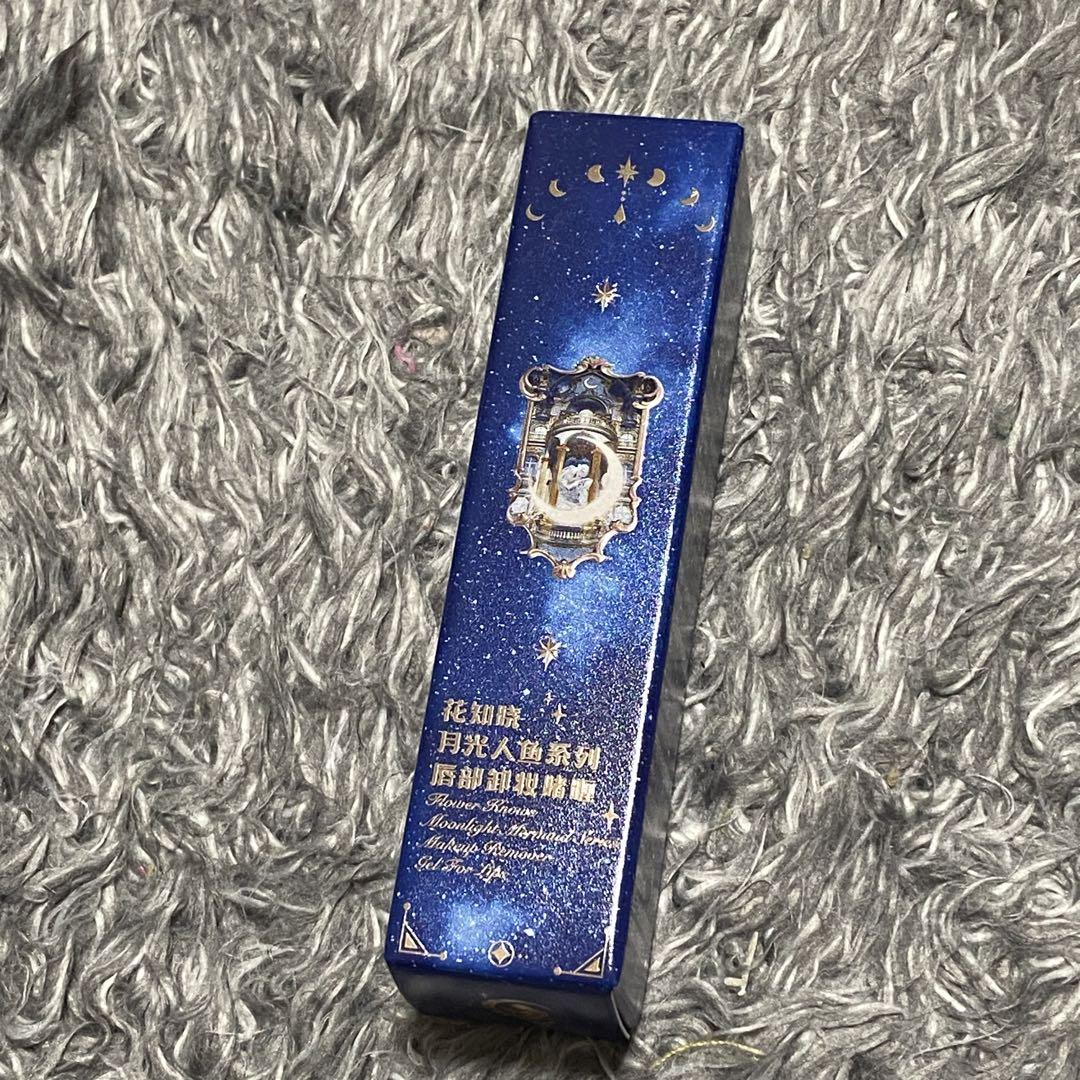 花知晓
月光人鱼系列
唇部卸妆啫喱
Flower Knows
Moonlight Mermaid Series
Makeup Remover
Gel For Lips